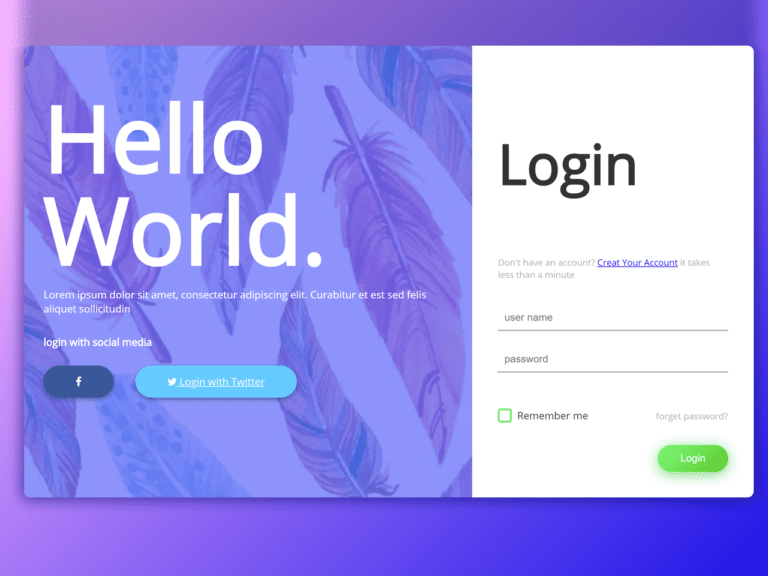 Hello
World.
Lorem ipsum dolor sit amet, consectetur adipiscing elit. Curabitur et est sed felis
aliquet sollicitudin
login with social media
f
Login with Twitter
Login
Don't have an account? Creat Your Account it takes
less than a minute
user name
password
Remember me
forget password?
Login